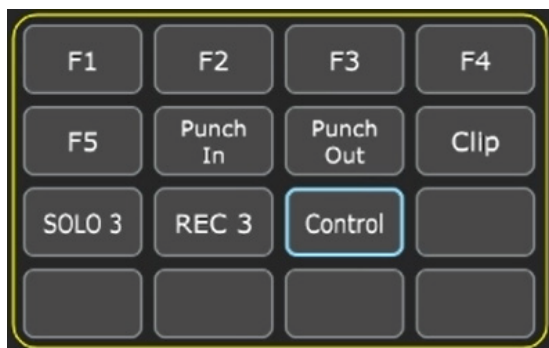 F1 F2 F3 F4
F5 Punch In Punch Out Clip
SOLO 3 REC 3 Control